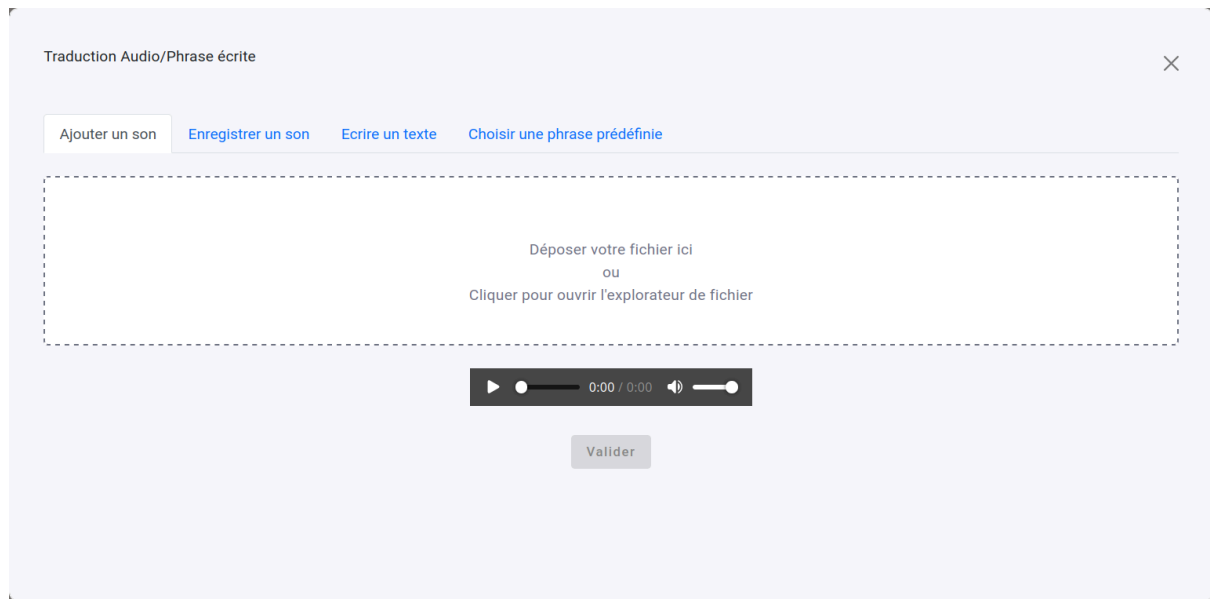 Traduction Audio/Phrase écrite
Ajouter un son Enregistrer un son Ecrire un texte Choisir une phrase prédéfinie
Déposer votre fichier ici
ou
Cliquer pour ouvrir l'explorateur de fichier
0:00 / 0:00
Valider